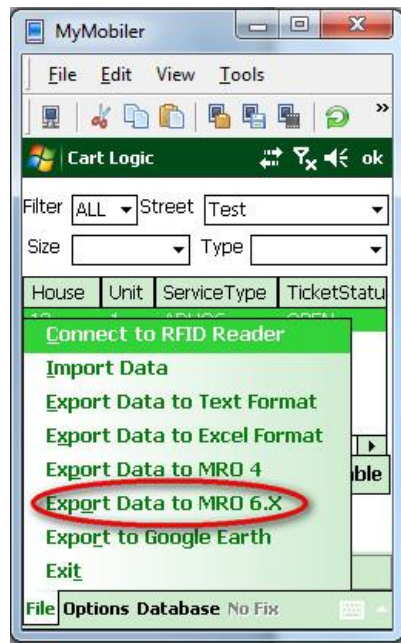 MyMobiler
File Edit View Tools
»
Cart Logic ok
Filter ALL Street Test
Size Type
House Unit ServiceType TicketStatu
Connect to RFID Reader
Import Data
Export Data to Text Format
Export Data to Excel Format
Export Data to MRO 4
Export Data to MRO 6.X
Export to Google Earth
Exit
File Options Database No Fix